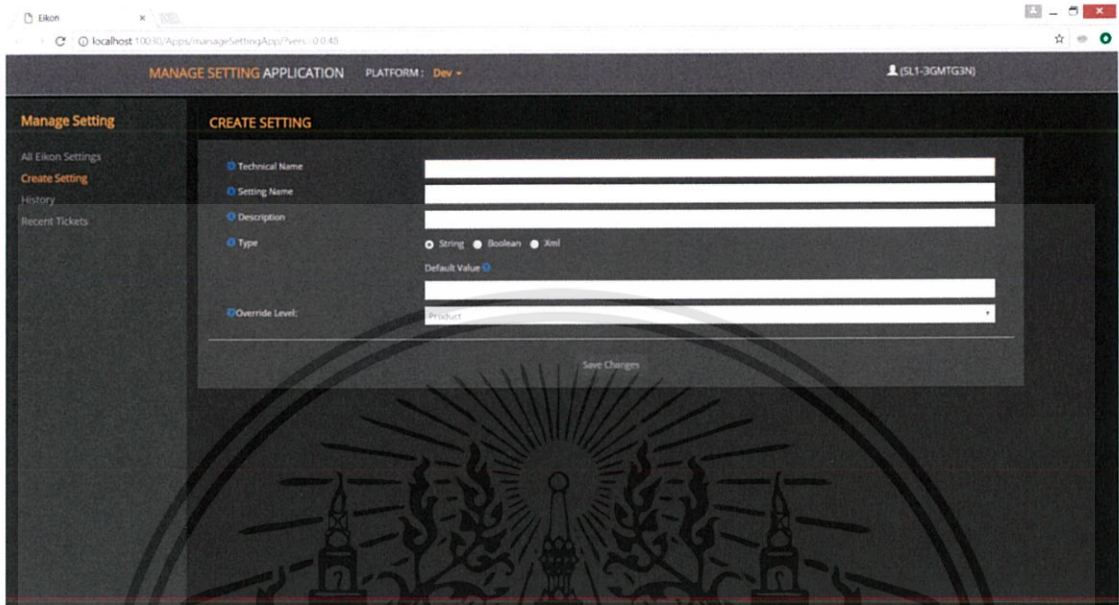 Eikon
localhost:10030/Apps/manageSettingApp/?vers=0.0.48
MANAGE SETTING APPLICATION PLATFORM: Dev
(SL1-3GMTG3N)
Manage Setting
All Eikon Settings
Create Setting
History
Recent Tickets
CREATE SETTING
Technical Name
Setting Name
Description
Type
String Boolean Xml
Default Value
Override Level:
Product
Save Changes